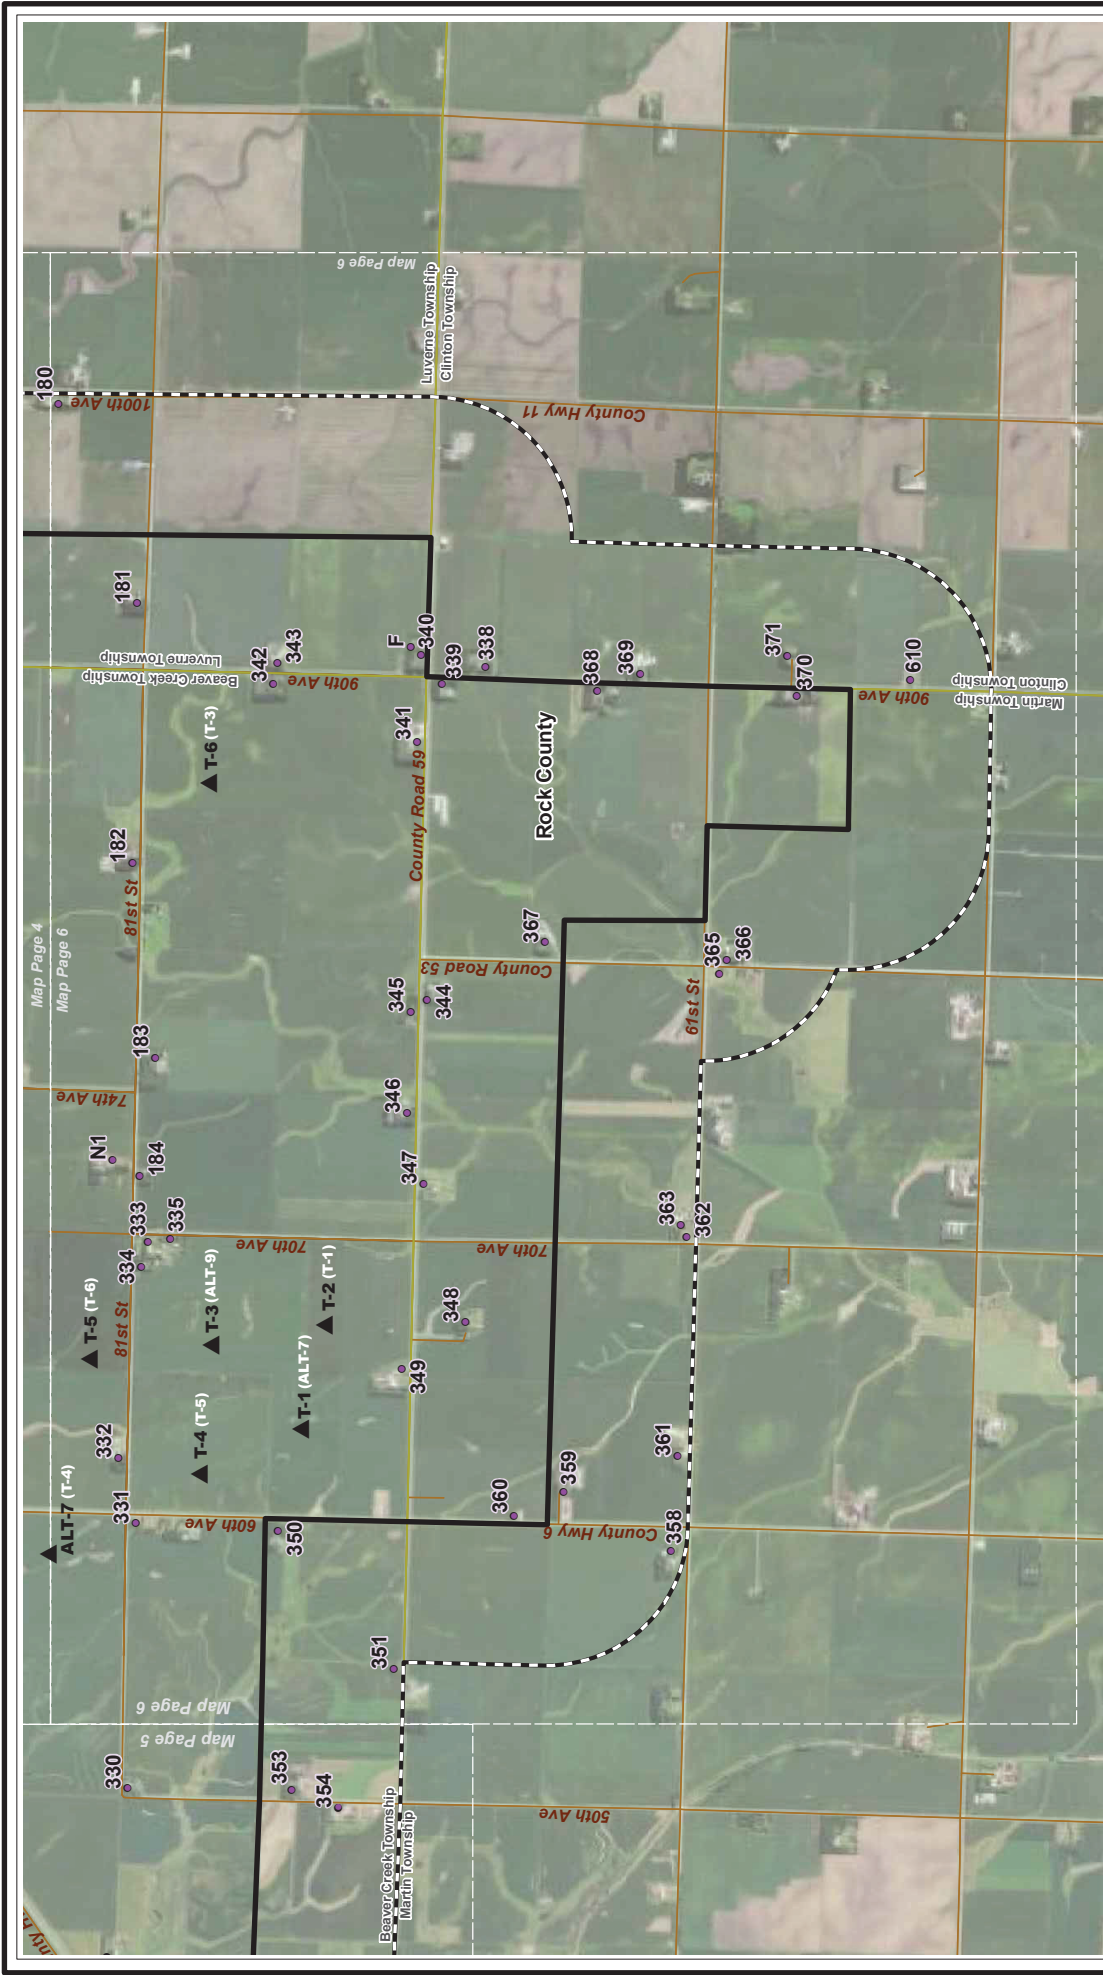 Map Page 4
Map Page 6
ALT-7 (T-4)
T-5 (T-6)
T-4 (T-5)
T-3 (ALT-9)
T-1 (ALT-7)
T-2 (T-1)
T-6 (T-3)
330
331
332
334
333
335
N1
184
183
182
181
180
81st St
81st St
74th Ave
100th Ave
60th Ave
70th Ave
90th Ave
Luverne Township
Beaver Creek Township
342
343
Map Page 6
Map Page 5
Map Page 6
353
354
350
351
349
348
347
346
345
344
341
F
340
339
338
County Road 59
Luverne Township
Clinton Township
Beaver Creek Township
Martin Township
50th Ave
County Hwy 6
70th Ave
County Road 53
County Hwy 11
Rock County
360
359
358
361
363
362
367
365
366
368
369
371
370
610
61st St
90th Ave
Clinton Township
Martin Township